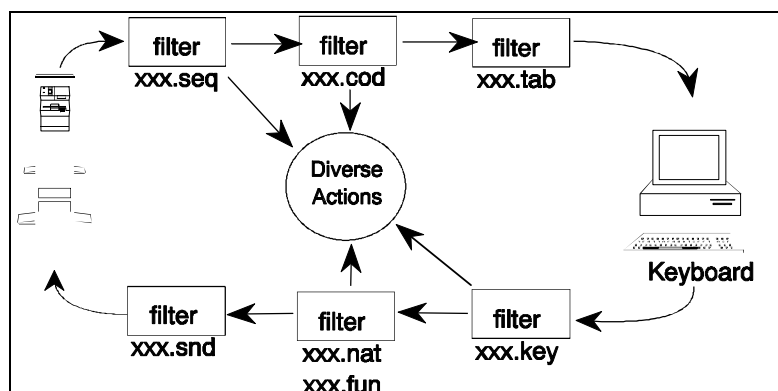 filter
xxx.seq
filter
xxx.cod
filter
xxx.tab
Diverse
Actions
Keyboard
filter
xxx.snd
filter
xxx.nat
xxx.fun
filter
xxx.key